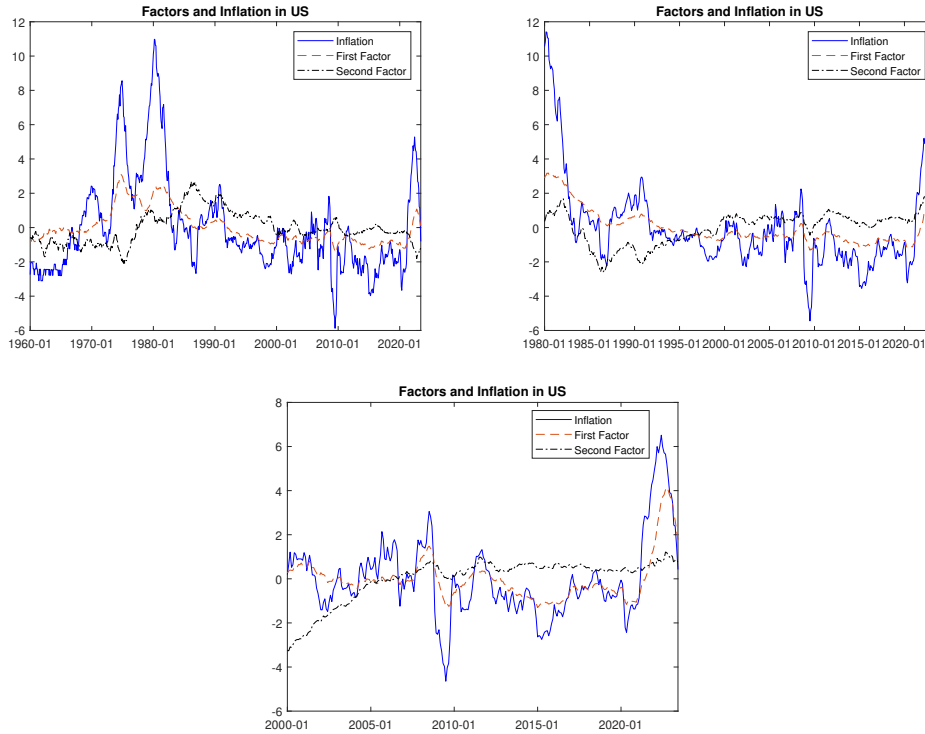 Factors and Inflation in US
12
10
8
6
4
2
0
-2
-4
-6
1960-01 1970-01 1980-01 1990-01 2000-01 2010-01 2020-01
Inflation
First Factor
Second Factor
Factors and Inflation in US
12
10
8
6
4
2
0
-2
-4
-6
1980-01 1985-01 1990-01 1995-01 2000-01 2005-01 2010-01 2015-01 2020-01
Inflation
First Factor
Second Factor
Factors and Inflation in US
8
6
4
2
0
-2
-4
-6
2000-01 2005-01 2010-01 2015-01 2020-01
Inflation
First Factor
Second Factor